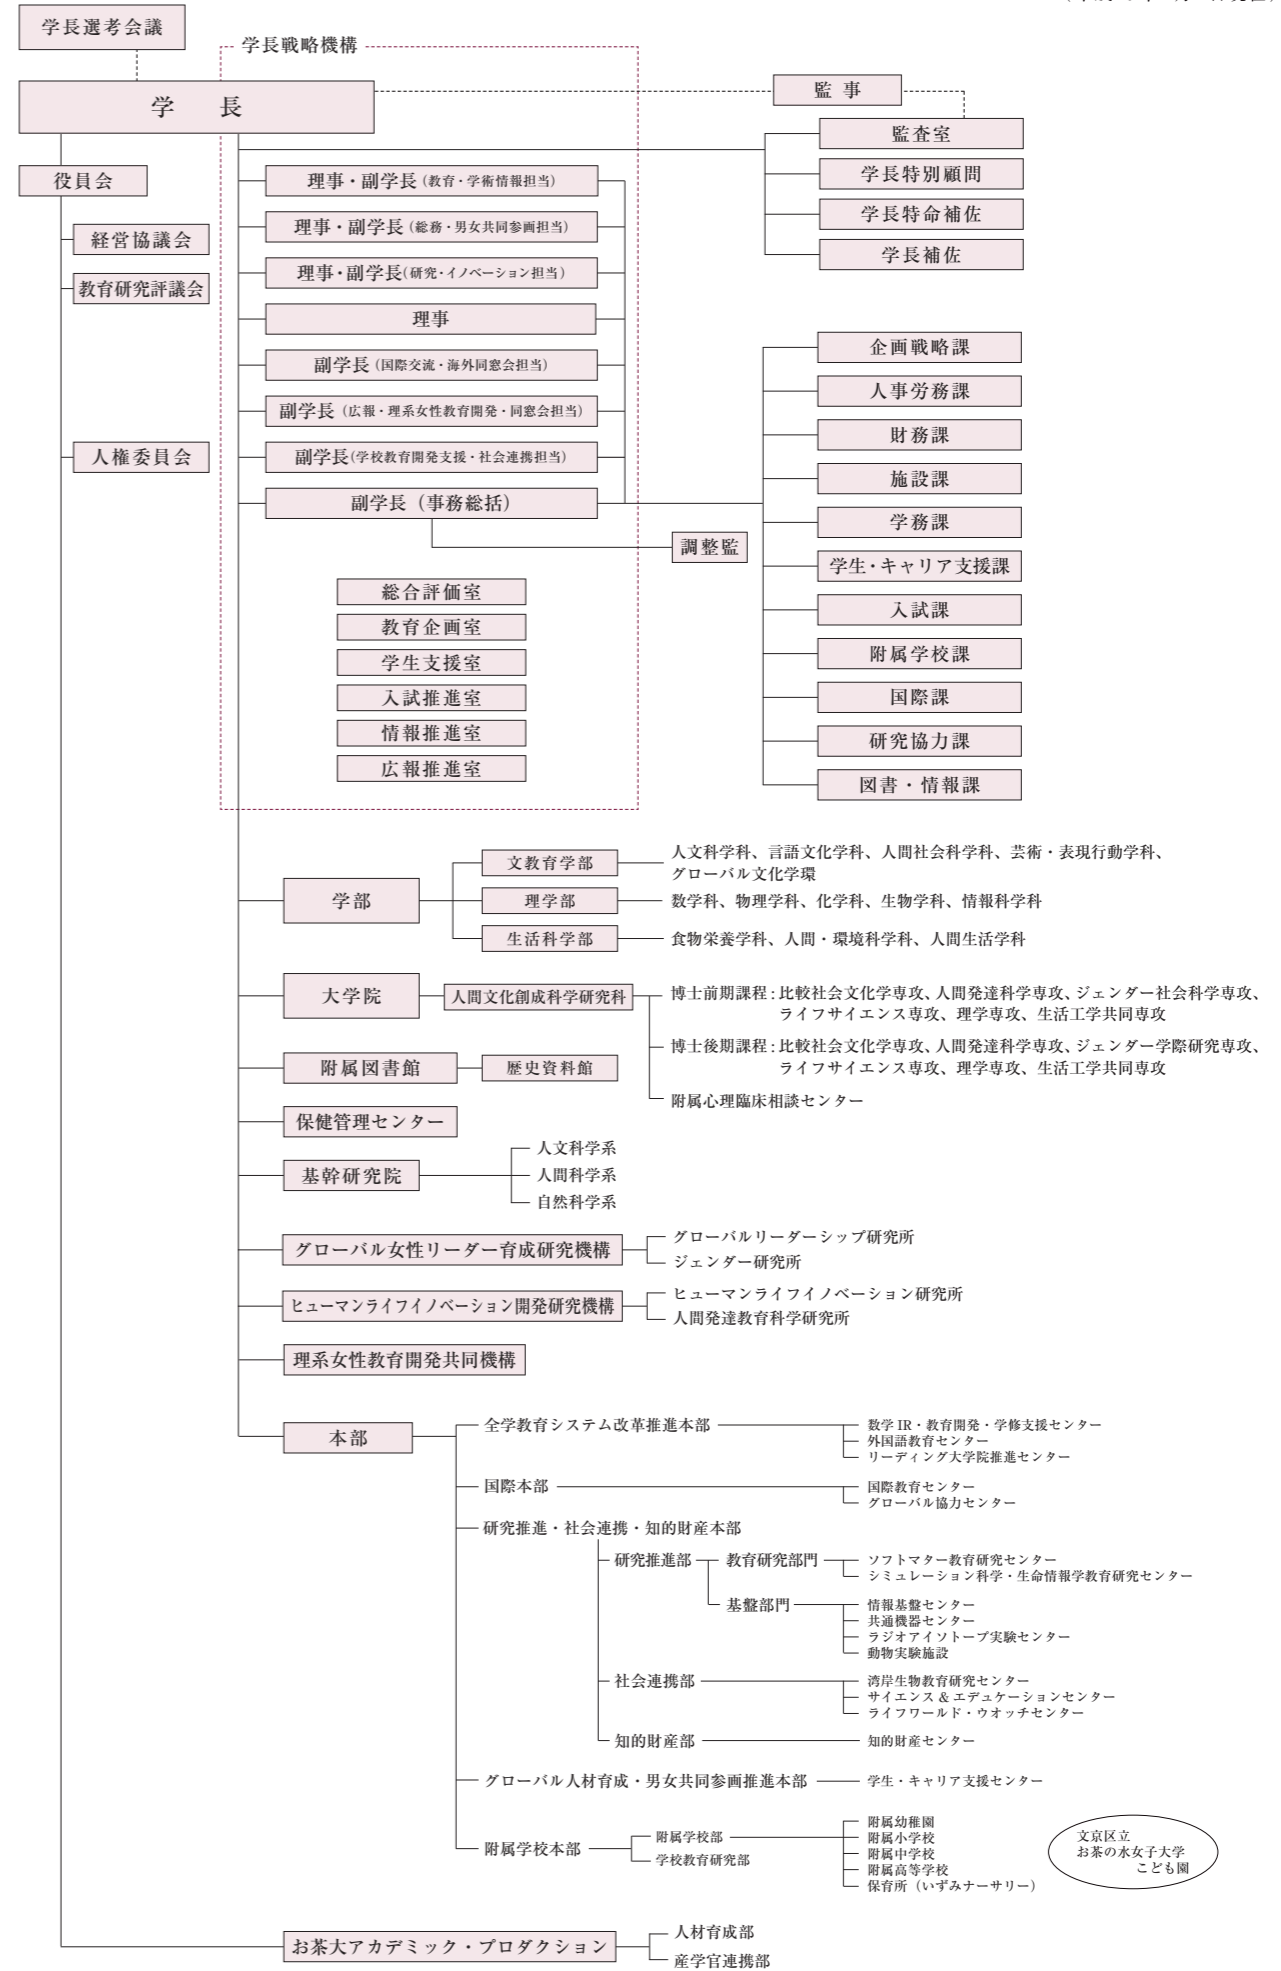 学長選考会議
学長戦略機構
学　長
監 事
監査室
学長特別顧問
学長特命補佐
学長補佐
役員会
経営協議会
教育研究評議会
人権委員会
理事・副学長（教育・学術情報担当）
理事・副学長（総務・男女共同参画担当）
理事・副学長（研究・イノベーション担当）
理事
副学長（国際交流・海外同窓会担当）
副学長（広報・理系女性教育開発・同窓会担当）
副学長（学校教育開発支援・社会連携担当）
副学長（事務総括）
調整監
企画戦略課
人事労務課
財務課
施設課
学務課
学生・キャリア支援課
入試課
附属学校課
国際課
研究協力課
図書・情報課
総合評価室
教育企画室
学生支援室
入試推進室
情報推進室
広報推進室
学部
文教育学部
人文科学科、言語文化学科、人間社会科学科、芸術・表現行動学科、
グローバル文化学環
理学部
数学科、物理学科、化学科、生物学科、情報科学科
生活科学部
食物栄養学科、人間・環境科学科、人間生活学科
大学院
人間文化創成科学研究科
博士前期課程：比較社会文化学専攻、人間発達科学専攻、ジェンダー社会科学専攻、
ライフサイエンス専攻、理学専攻、生活工学共同専攻
博士後期課程：比較社会文化学専攻、人間発達科学専攻、ジェンダー学際研究専攻、
ライフサイエンス専攻、理学専攻、生活工学共同専攻
附属心理臨床相談センター
附属図書館
歴史資料館
保健管理センター
基幹研究院
人文科学系
人間科学系
自然科学系
グローバル女性リーダー育成研究機構
グローバルリーダーシップ研究所
ジェンダー研究所
ヒューマンライフイノベーション開発研究機構
ヒューマンライフイノベーション研究所
人間発達教育科学研究所
理系女性教育開発共同機構
本部
全学教育システム改革推進本部
数学 IR・教育開発・学修支援センター
外国語教育センター
リーディング大学院推進センター
国際本部
国際教育センター
グローバル協力センター
研究推進・社会連携・知的財産本部
研究推進部
教育研究部門
ソフトマター教育研究センター
シミュレーション科学・生命情報学教育研究センター
基盤部門
情報基盤センター
共通機器センター
ラジオアイソトープ実験センター
動物実験施設
社会連携部
湾岸生物教育研究センター
サイエンス & エデュケーションセンター
ライフワールド・ウオッチセンター
知的財産部
知的財産センター
グローバル人材育成・男女共同参画推進本部
学生・キャリア支援センター
附属学校本部
附属学校部
学校教育研究部
附属幼稚園
附属小学校
附属中学校
附属高等学校
保育所（いずみナーサリー）
文京区立
お茶の水女子大学
こども園
お茶大アカデミック・プロダクション
人材育成部
産学官連携部